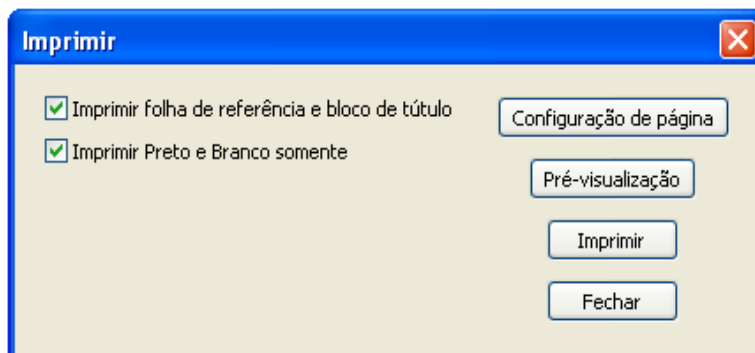 Imprimir
Imprimir folha de referência e bloco de tútulo
Imprimir Preto e Branco somente
Configuração de página
Pré-visualização
Imprimir
Fechar